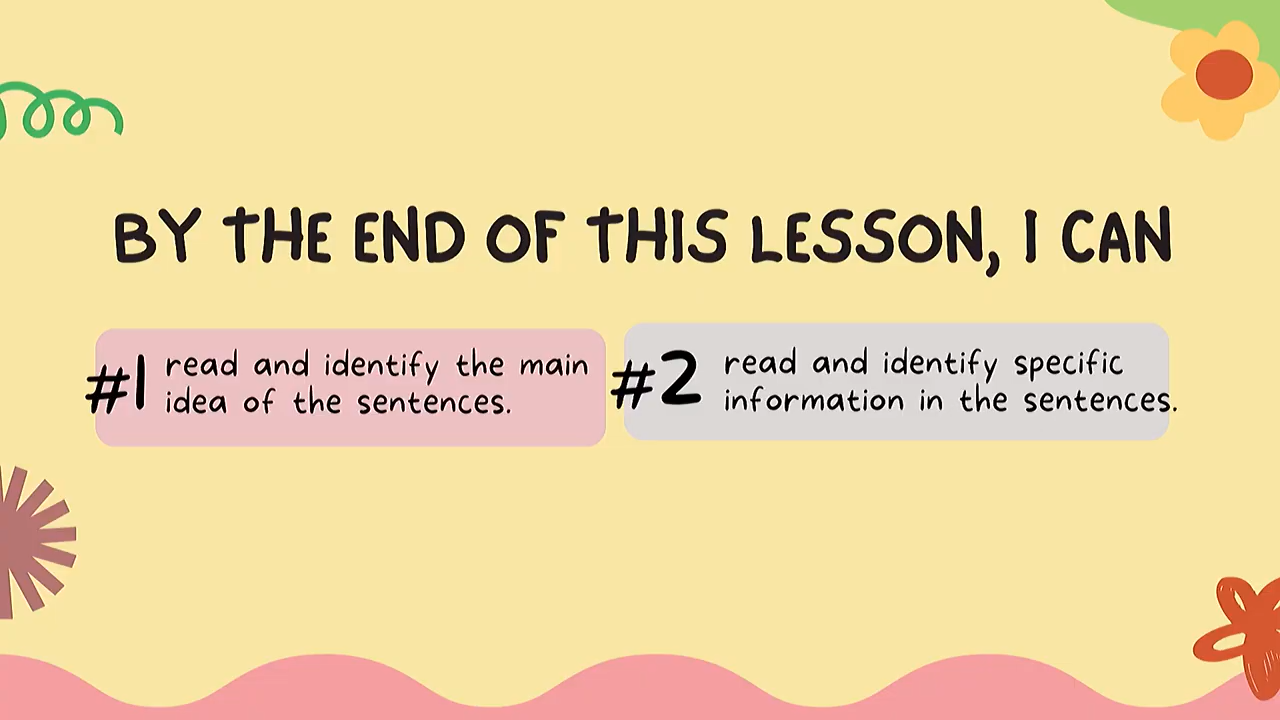 BY THE END OF THIS LESSON, I CAN
#1 read and identify the main
idea of the sentences.
#2 read and identify specific
information in the sentences.